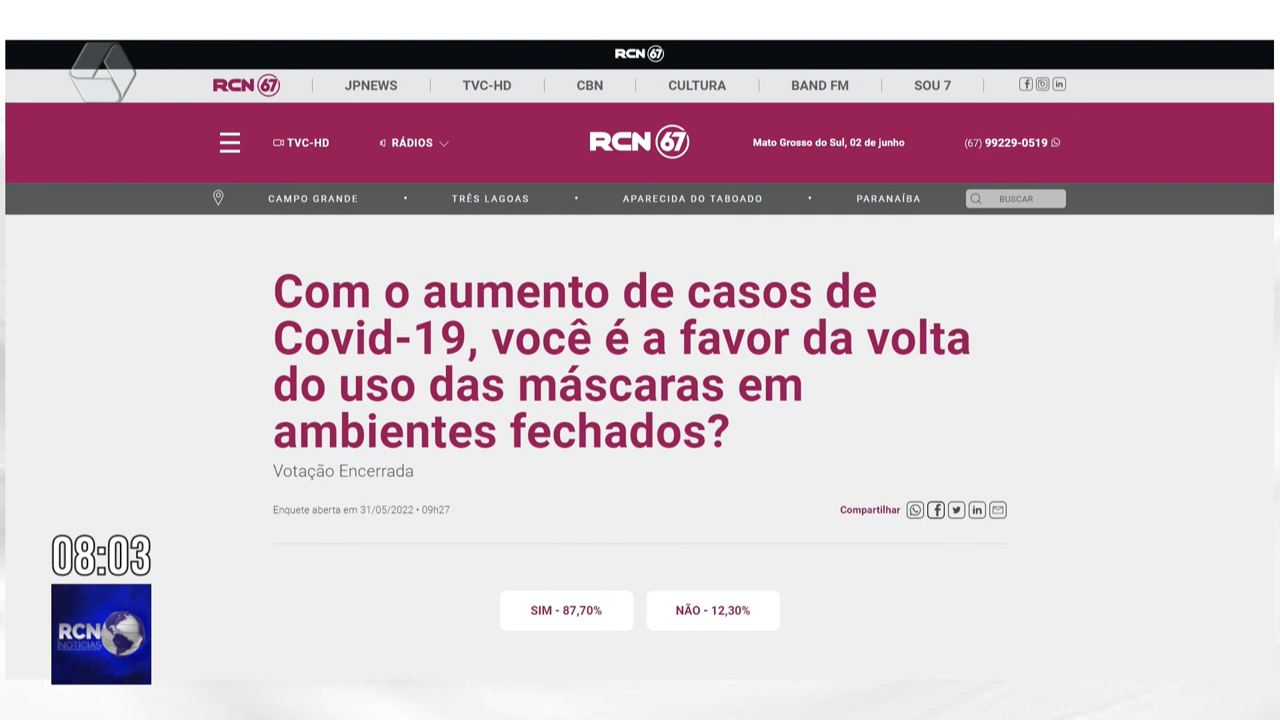 RCN 67
RCN 67 JPNEWS TVC-HD CBN CULTURA BAND FM SOU 7
TVC-HD RÁDIOS RCN 67 Mato Grosso do Sul, 02 de junho (67) 99229-0519
CAMPO GRANDE • TRÊS LAGOAS • APARECIDA DO TABOADO • PARANAÍBA BUSCAR
Com o aumento de casos de
Covid-19, você é a favor da volta
do uso das máscaras em
ambientes fechados?
Votação Encerrada
Enquete aberta em 31/05/2022 • 09h27 Compartilhar
08:03
SIM - 87,70% NÃO - 12,30%
RCN
NOTÍCIAS